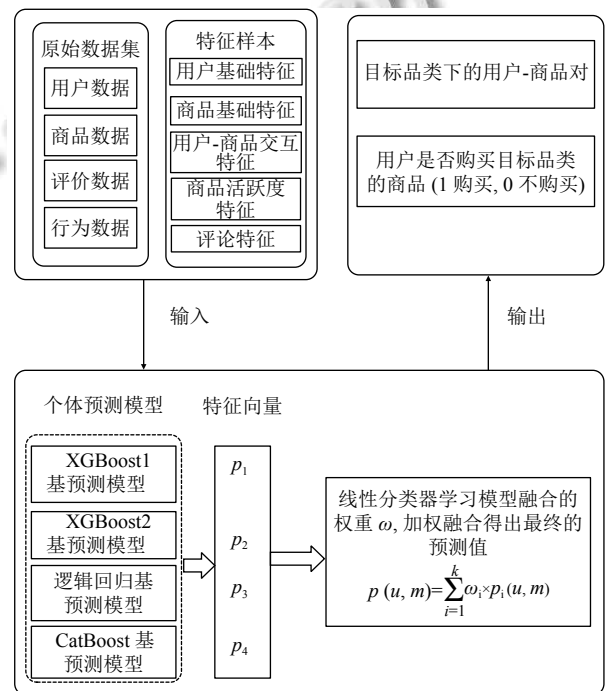 原始数据集
用户数据
商品数据
评价数据
行为数据
特征样本
用户基础特征
商品基础特征
用户-商品交互
特征
商品活跃度
特征
评论特征
目标品类下的用户-商品对
用户是否购买目标品类
的商品 (1 购买, 0 不购买)
输入
输出
个体预测模型
XGBoost1
基预测模型
XGBoost2
基预测模型
逻辑回归基
预测模型
CatBoost 基
预测模型
特征向量
p₁
p₂
p₃
p₄
线性分类器学习模型融合的
权重 ω, 加权融合得出最终的
预测值
p (u, m)=∑ᵢ₌₁ᵏ ωᵢ×pᵢ(u, m)